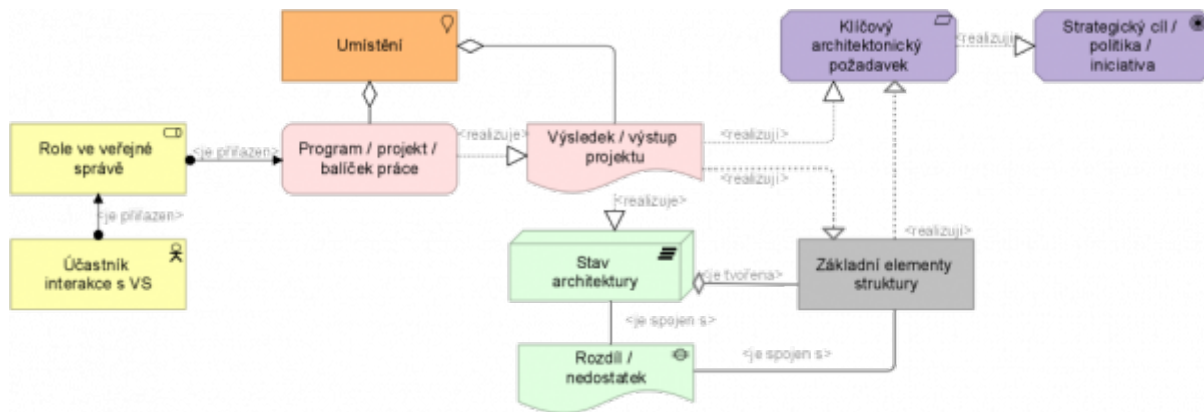 Umístění
Klíčový
architektonický
požadavek
<realizují>
Strategický cíl /
politika /
iniciativa
Role ve veřejné
správě
<je přiřazen>
Program / projekt /
balíček práce
<realizuje>
Výsledek / výstup
projektu
<realizují>
<realizují>
<je přiřazen>
<realizuje>
<realizují>
Účastník
interakce s VS
Stav
architektury
<je tvořena>
Základní elementy
struktury
<je spojen s>
Rozdíl /
nedostatek
<je spojen s>